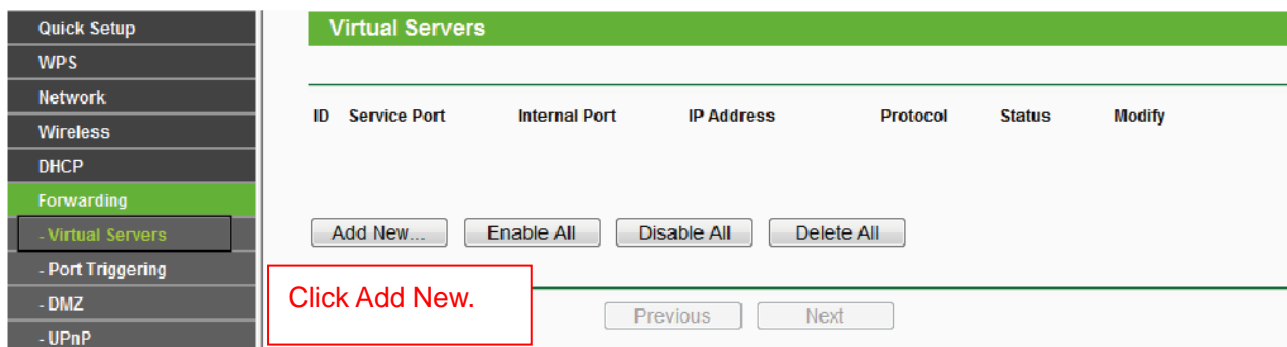 Quick Setup
WPS
Network
Wireless
DHCP
Forwarding
- Virtual Servers
- Port Triggering
- DMZ
- UPnP
Virtual Servers
ID Service Port Internal Port IP Address Protocol Status Modify
Add New... Enable All Disable All Delete All
Click Add New.
Previous Next